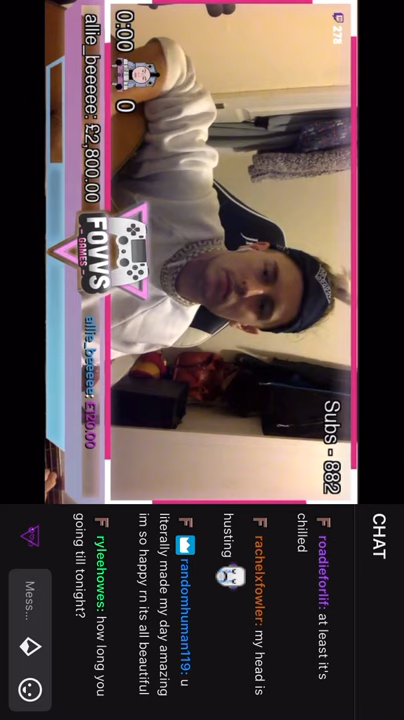 278
Subs - 882
0:00
0
allie_beeeee: £2,800.00
FOVVS
- GAMES -
allie_beeeee: £120.00
CHAT
roadieforlif: at least it's
chilled
rachelxfowler: my head is
husting
randomhuman119: u
literally made my day amazing
im so happy rn its all beautiful
ryleehowes: how long you
going till tonight?
Mess...